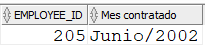 EMPLOYEE_ID Mes contratado
205 Junio/2002